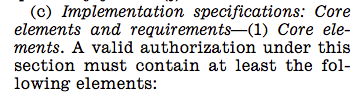 (c) Implementation specifications: Core
elements and requirements—(1) Core ele-
ments. A valid authorization under this
section must contain at least the fol-
lowing elements: